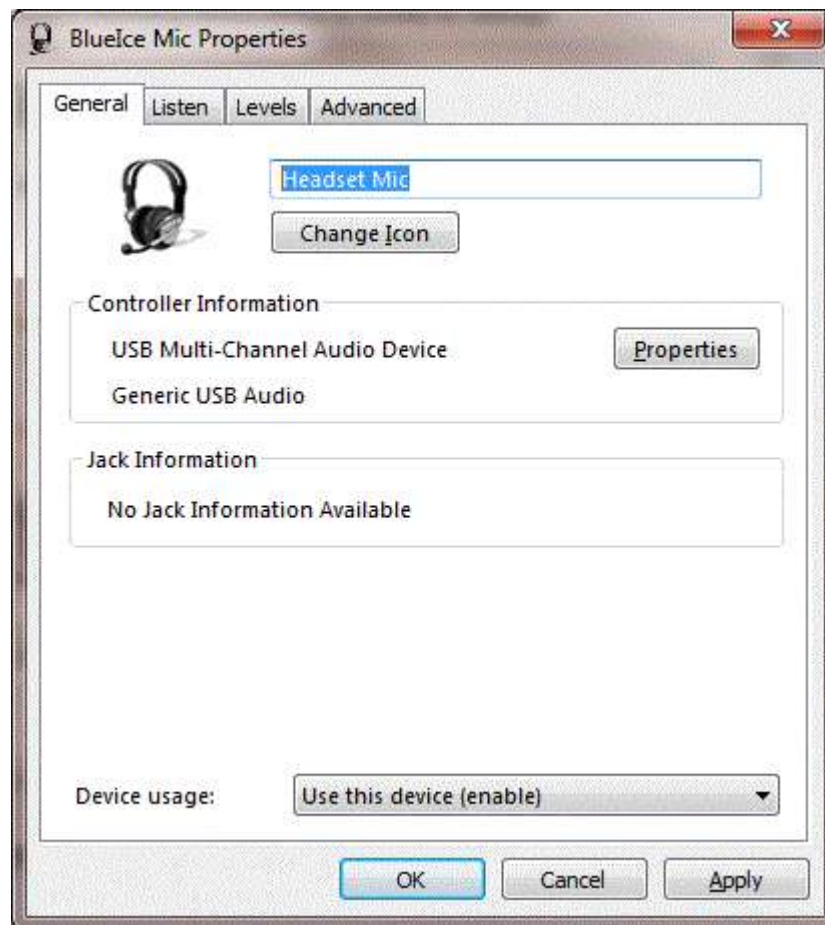 BlueIce Mic Properties
General Listen Levels Advanced
Headset Mic
Change Icon
Controller Information
USB Multi-Channel Audio Device Properties
Generic USB Audio
Jack Information
No Jack Information Available
Device usage: Use this device (enable)
OK Cancel Apply